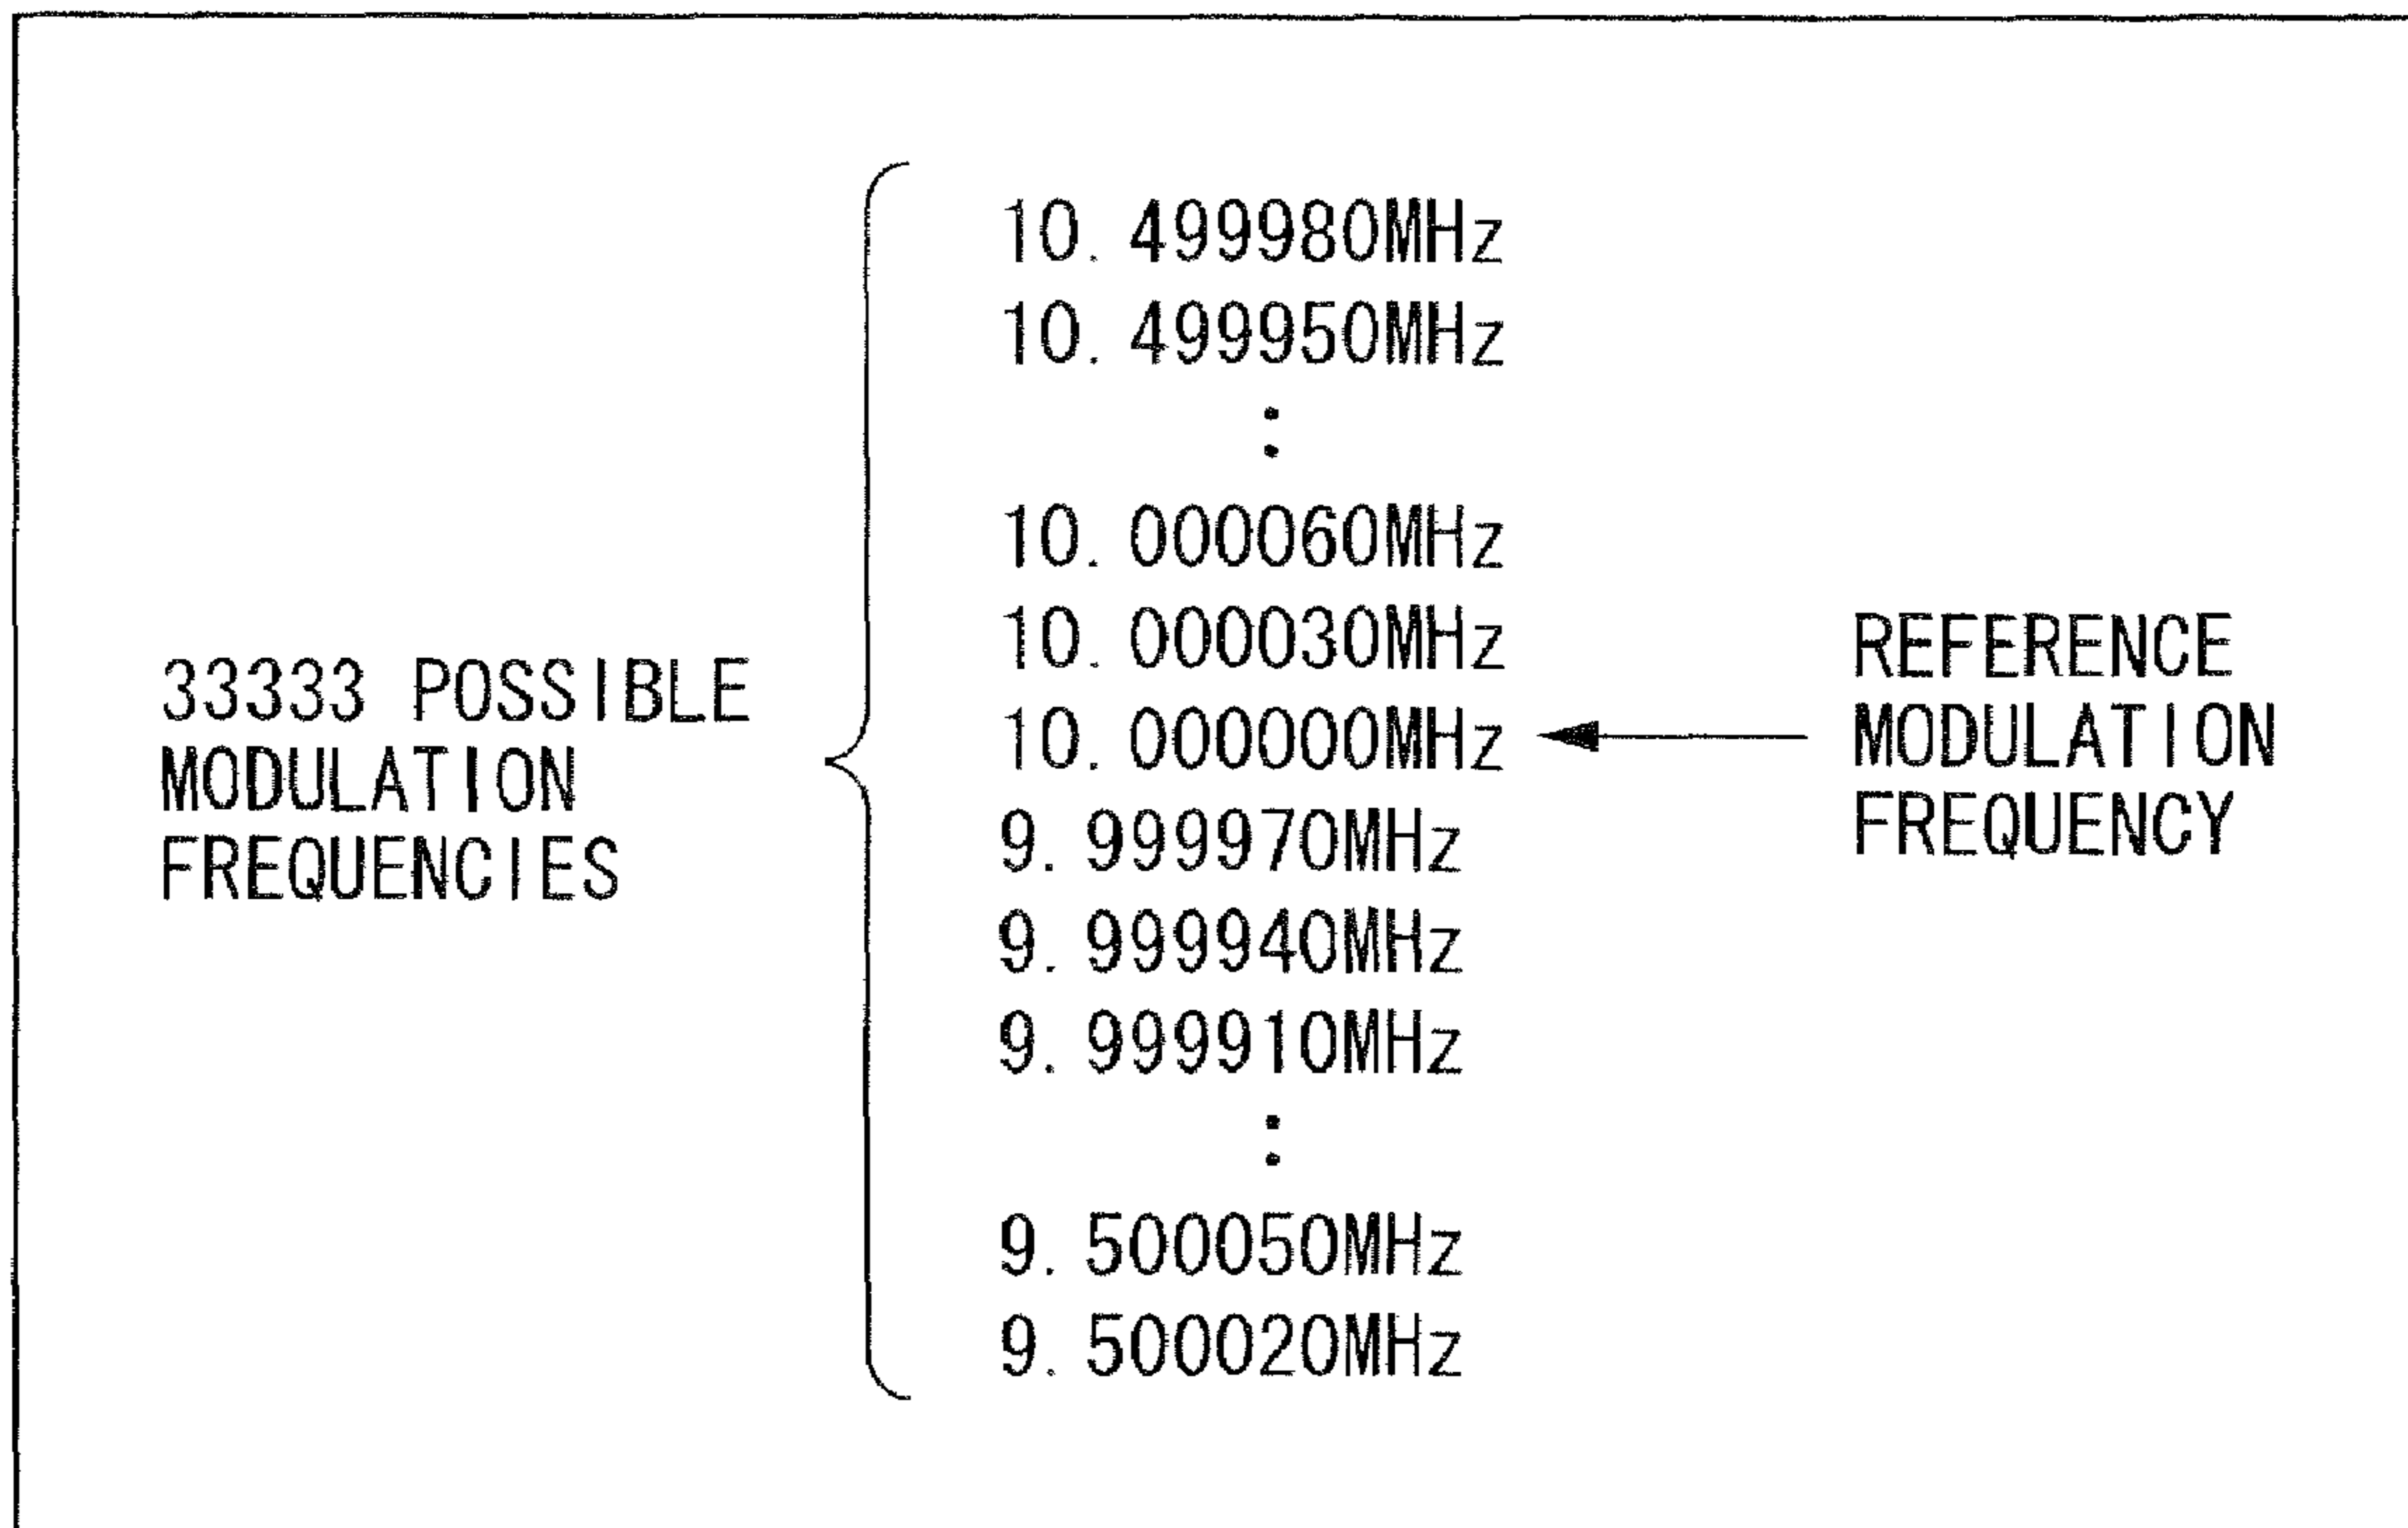 33333 POSSIBLE
MODULATION
FREQUENCIES
10. 499980MHz
10. 499950MHz
:
10. 000060MHz
10. 000030MHz
10. 000000MHz
9. 999970MHz
9. 999940MHz
9. 999910MHz
:
9. 500050MHz
9. 500020MHz
REFERENCE
MODULATION
FREQUENCY